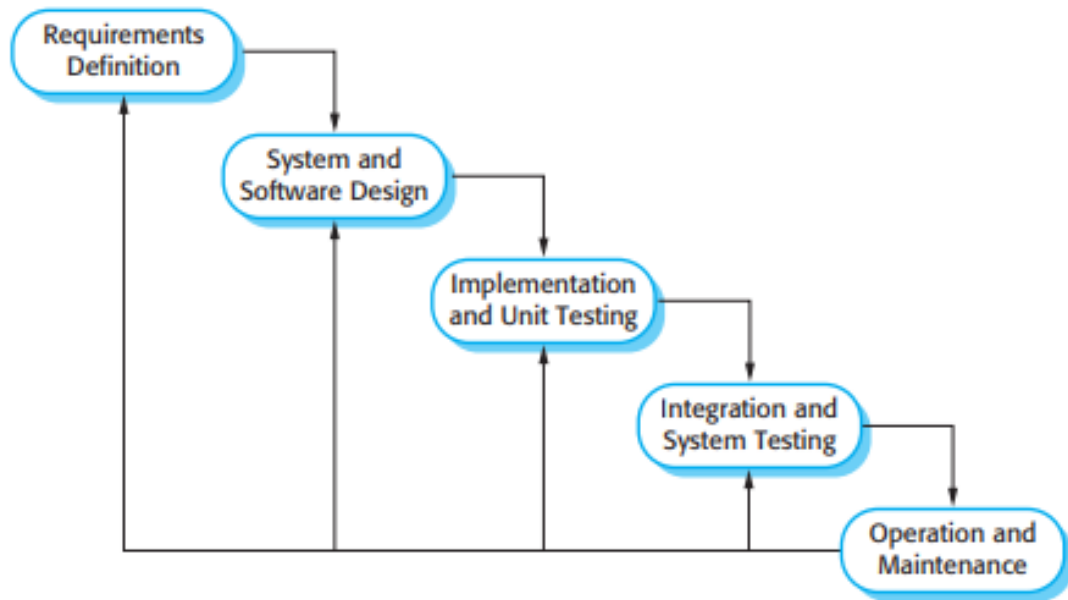 Requirements
Definition
System and
Software Design
Implementation
and Unit Testing
Integration and
System Testing
Operation and
Maintenance